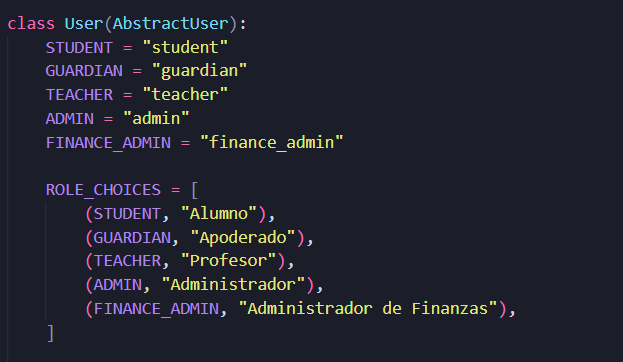 class User(AbstractUser):
    STUDENT = "student"
    GUARDIAN = "guardian"
    TEACHER = "teacher"
    ADMIN = "admin"
    FINANCE_ADMIN = "finance_admin"

    ROLE_CHOICES = [
        (STUDENT, "Alumno"),
        (GUARDIAN, "Apoderado"),
        (TEACHER, "Profesor"),
        (ADMIN, "Administrador"),
        (FINANCE_ADMIN, "Administrador de Finanzas"),
    ]